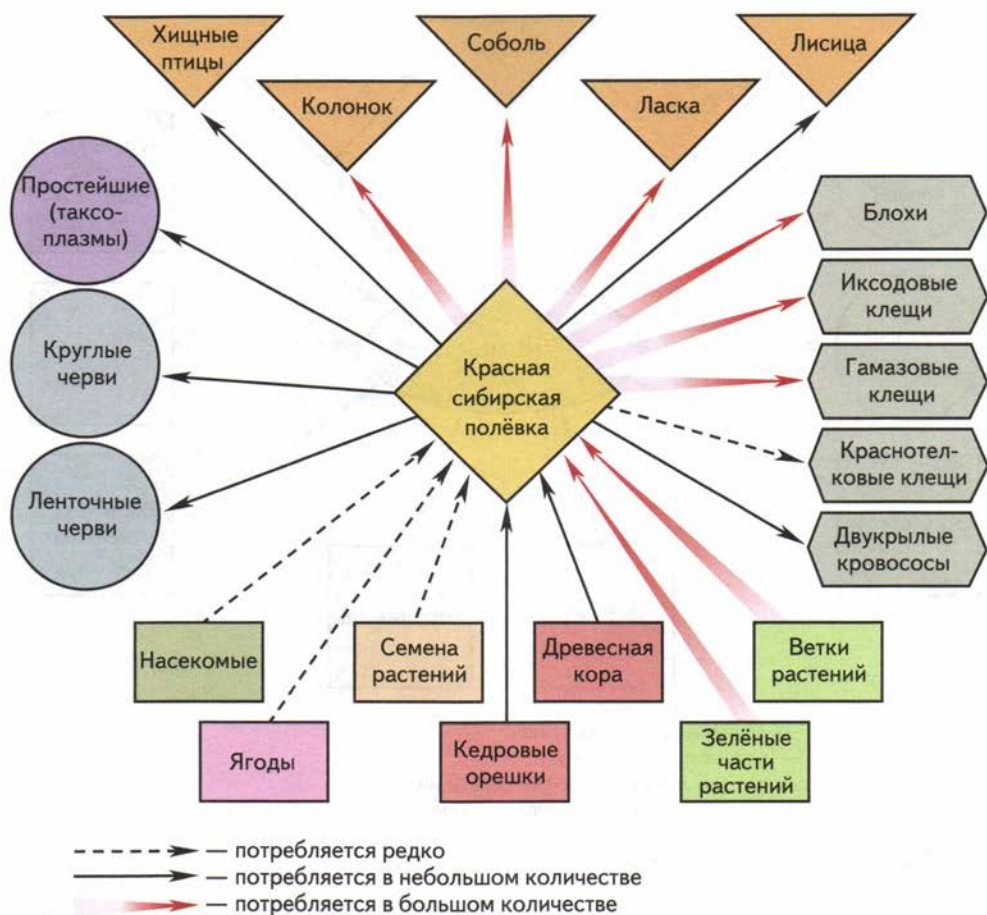 Хищные
птицы
Соболь
Лисица
Колонок
Ласка
Простейшие
(таксо-
плазмы)
Блохи
Иксодовые
клещи
Круглые
черви
Красная
сибирская
полёвка
Гамазовые
клещи
Краснотел-
ковые клещи
Ленточные
черви
Двукрылые
кровососы
Насекомые
Семена
растений
Древесная
кора
Ветки
растений
Ягоды
Кедровые
орешки
Зелёные
части
растений
— потребляется редко
— потребляется в небольшом количестве
— потребляется в большом количестве